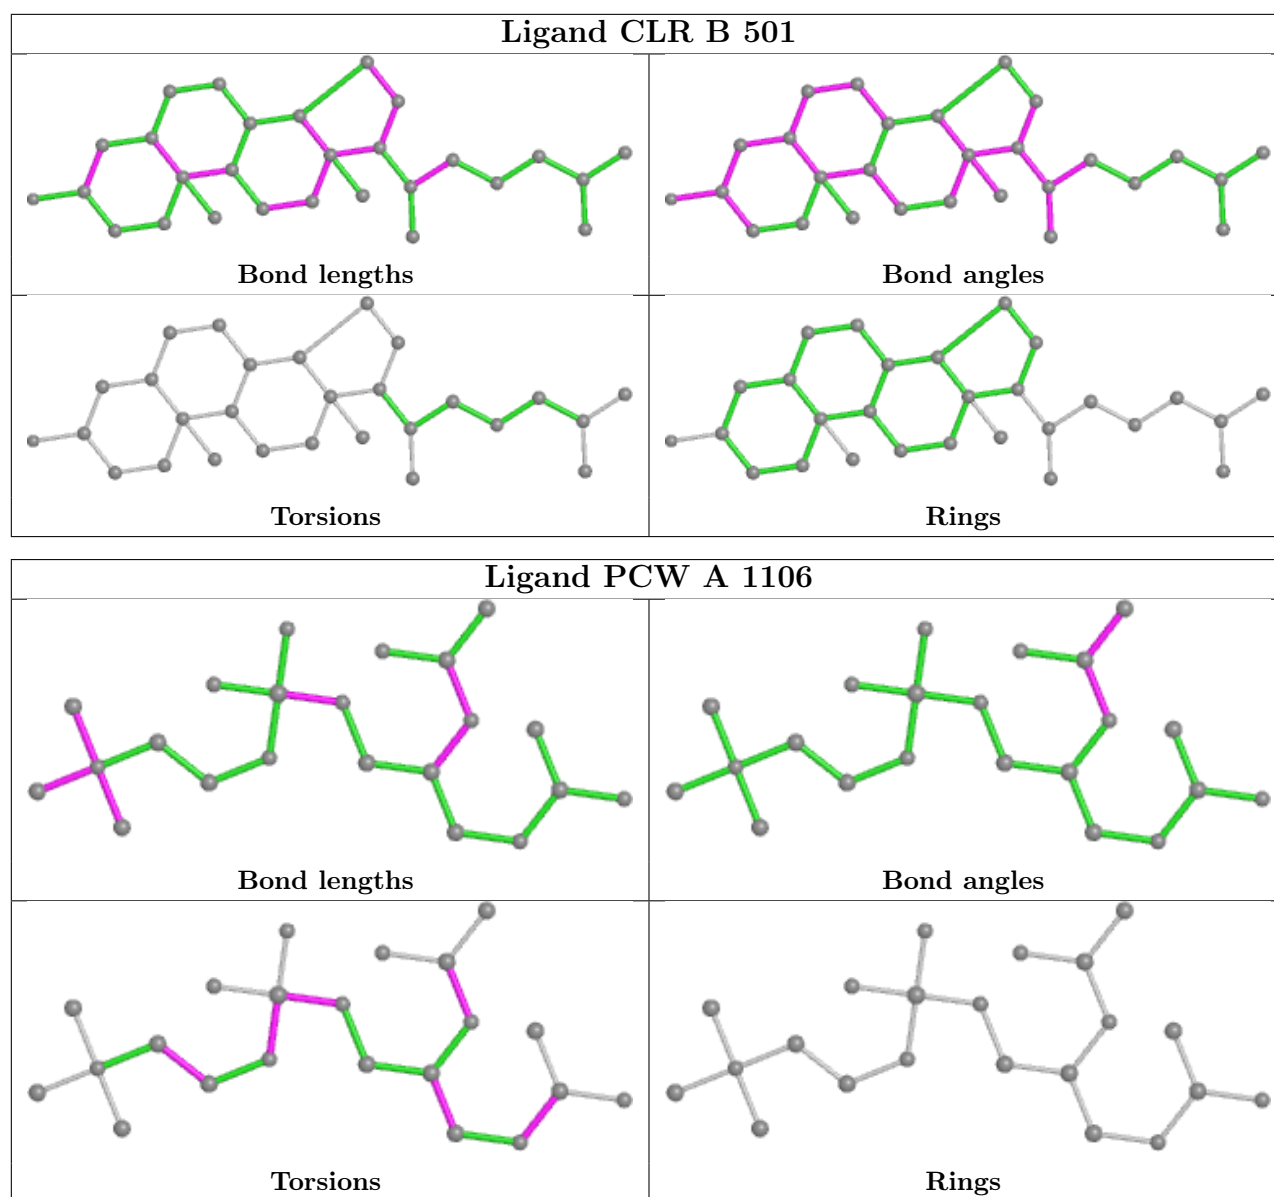 Ligand CLR B 501
Bond lengths
Bond angles
Torsions
Rings
Ligand PCW A 1106
Bond lengths
Bond angles
Torsions
Rings